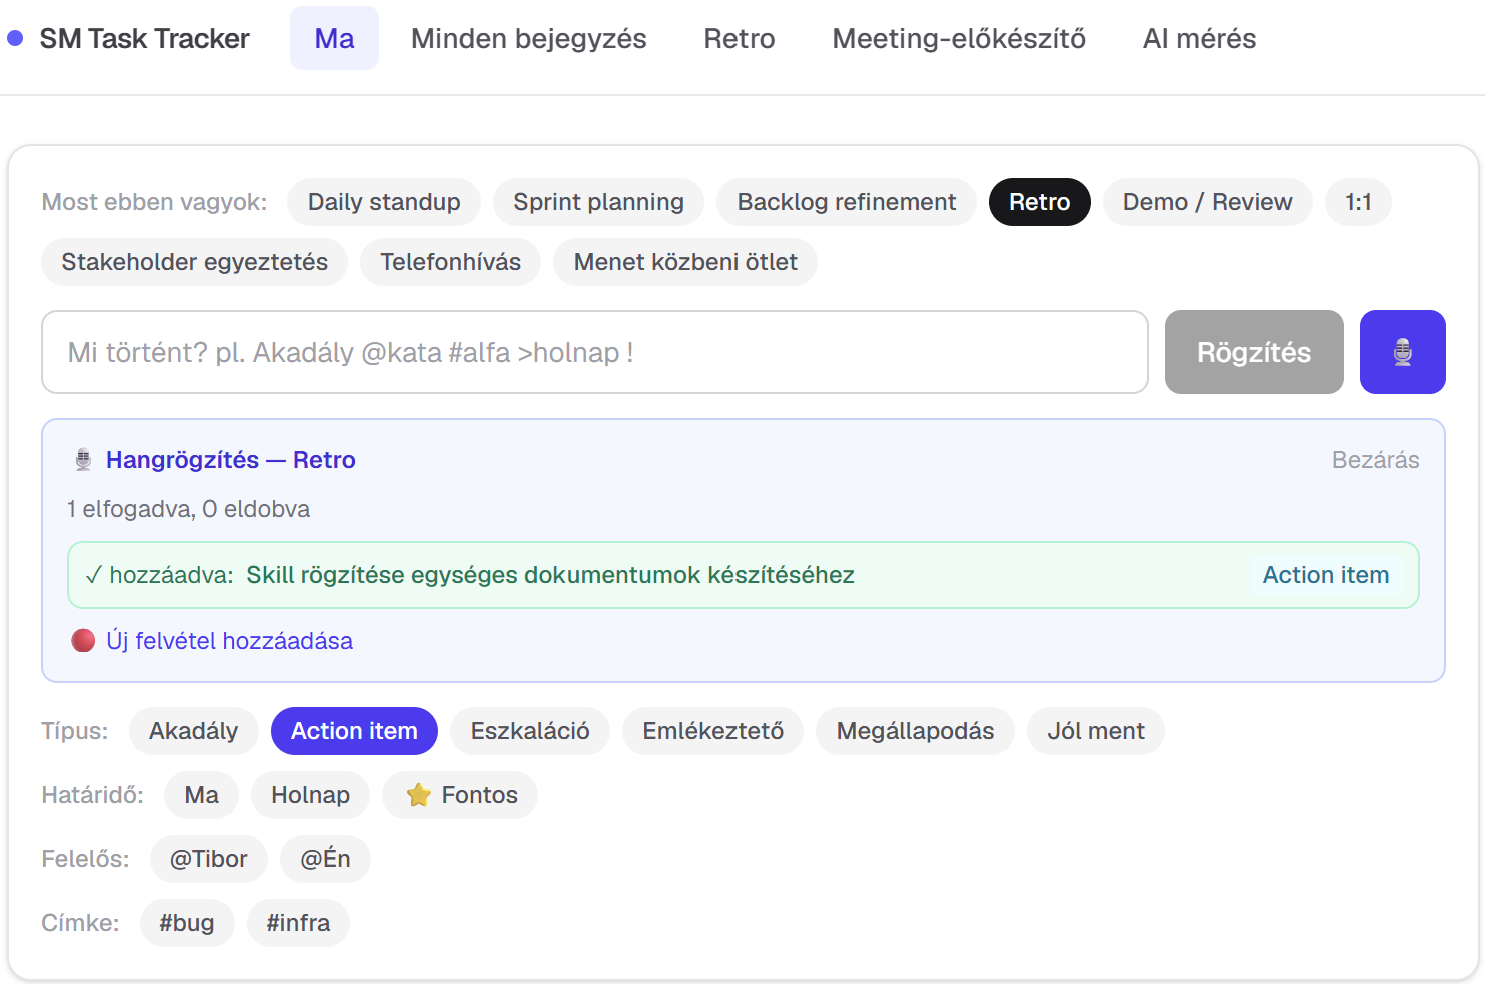 SM Task Tracker Ma Minden bejegyzés Retro Meeting-előkészítő AI mérés
Most ebben vagyok: Daily standup Sprint planning Backlog refinement Retro Demo / Review 1:1
Stakeholder egyeztetés Telefonhívás Menet közbeni ötlet
Mi történt? pl. Akadály @kata #alfa >holnap ! Rögzítés
Hangrögzítés — Retro Bezárás
1 elfogadva, 0 eldobva
✓ hozzáadva: Skill rögzítése egységes dokumentumok készítéséhez Action item
Új felvétel hozzáadása
Típus: Akadály Action item Eszkaláció Emlékeztető Megállapodás Jól ment
Határidő: Ma Holnap ⭐ Fontos
Felelős: @Tibor @Én
Címke: #bug #infra